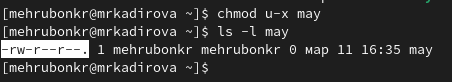 [mehrubonkr@mrkadirova ~]$ chmod u-x may
[mehrubonkr@mrkadirova ~]$ ls -l may
-rw-r--r--. 1 mehrubonkr mehrubonkr 0 мар 11 16:35 may
[mehrubonkr@mrkadirova ~]$